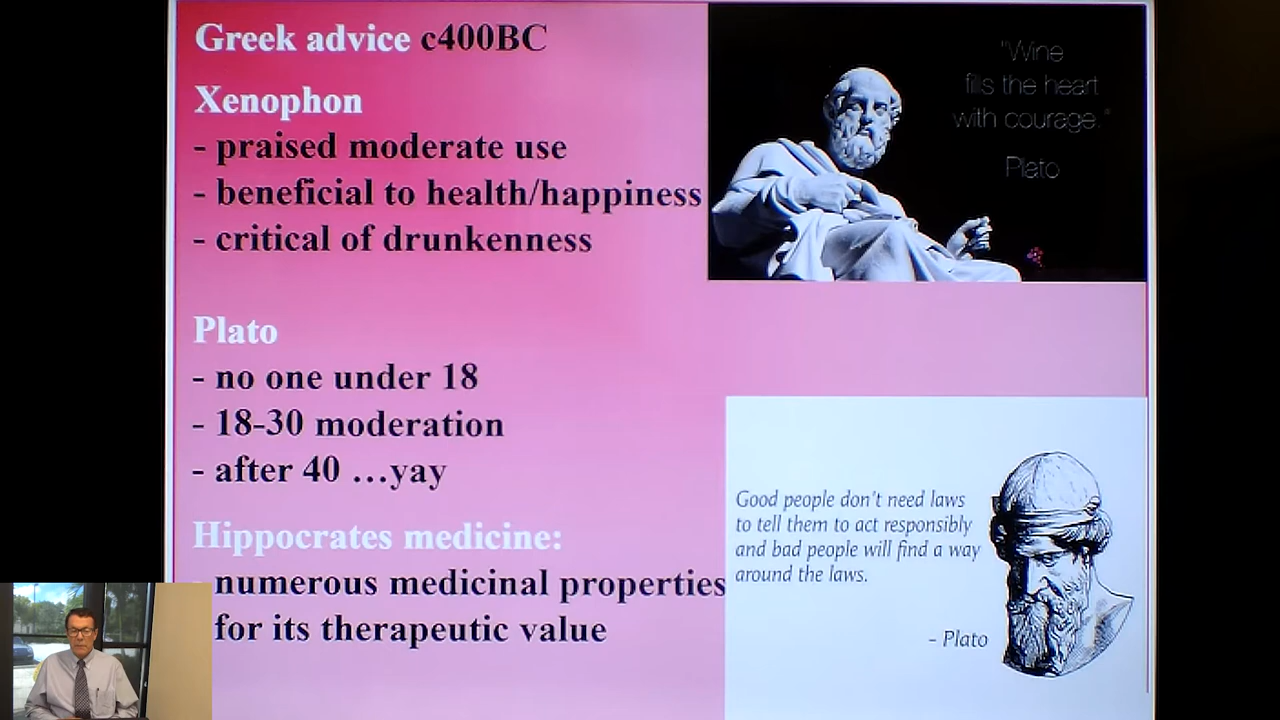 Greek advice c400BC
Xenophon
- praised moderate use
- beneficial to health/happiness
- critical of drunkenness
Plato
- no one under 18
- 18-30 moderation
- after 40 ...yay
Hippocrates medicine:
numerous medicinal properties
for its therapeutic value
"Wine
fills the heart
with courage."
Plato
Good people don't need laws
to tell them to act responsibly
and bad people will find a way
around the laws.
- Plato